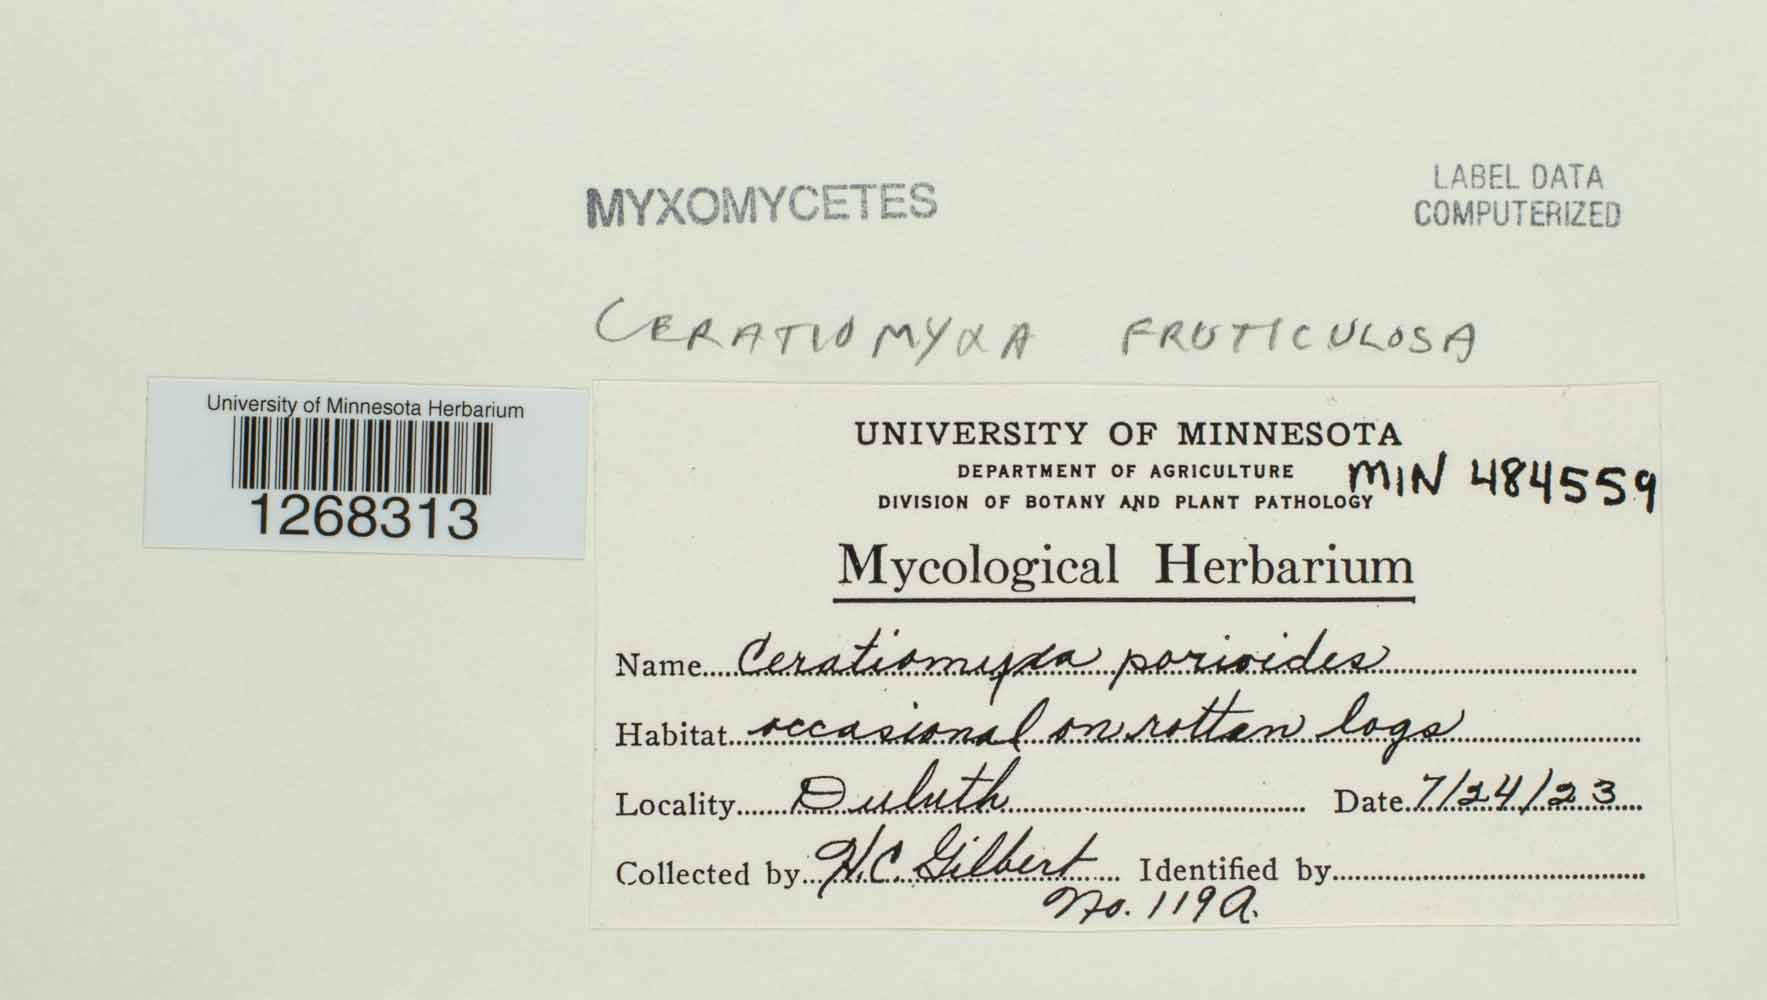 MYXOMYCETES
LABEL DATA
COMPUTERIZED
CERATIOMYXA FRUTICULOSA
University of Minnesota Herbarium
1268313
UNIVERSITY OF MINNESOTA
DEPARTMENT OF AGRICULTURE
DIVISION OF BOTANY AND PLANT PATHOLOGY
MIN 484559
Mycological Herbarium
Name Ceratiomyxa porioides
Habitat occasional on rotten logs
Locality Duluth Date 7/24/23
Collected by H.C. Gilbert Identified by
No. 119A.